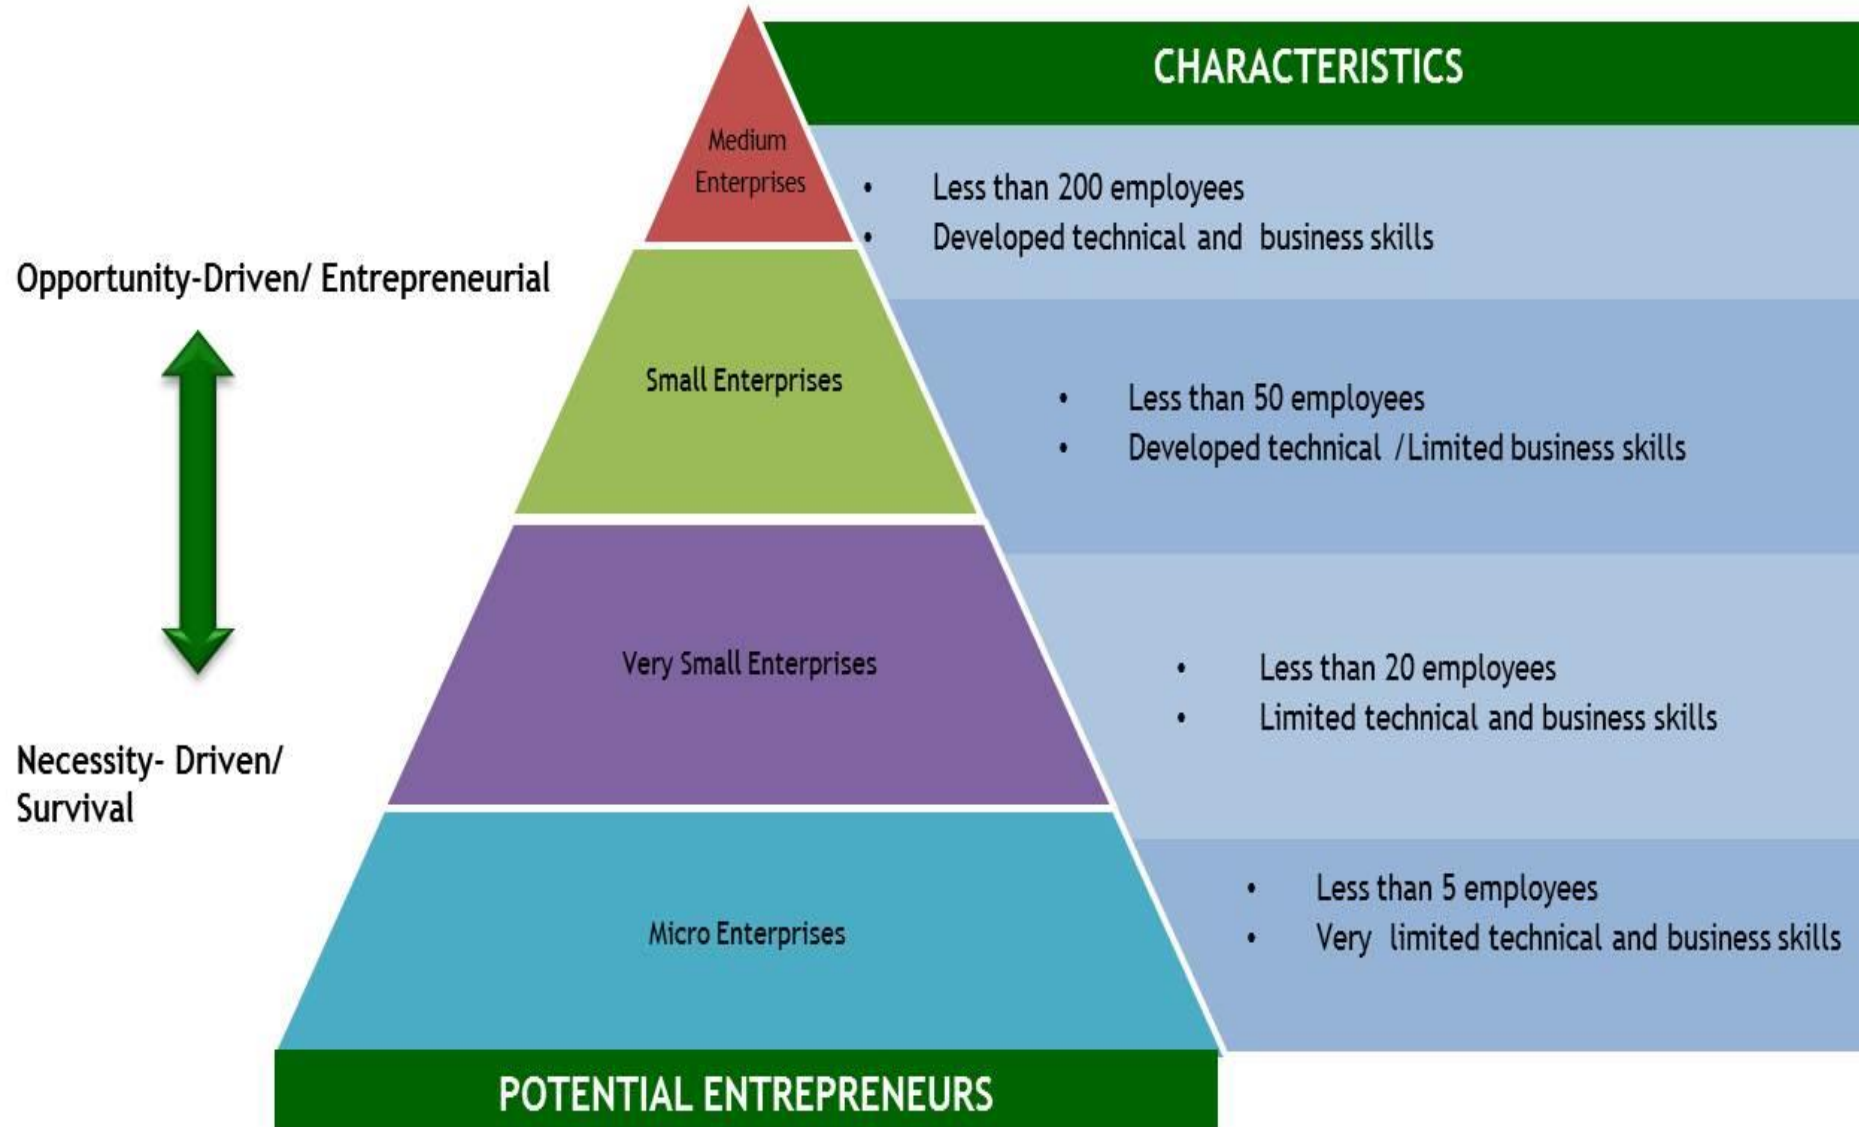 CHARACTERISTICS
Medium
Enterprises
• Less than 200 employees
• Developed technical and business skills
Opportunity-Driven/ Entrepreneurial
Small Enterprises
• Less than 50 employees
• Developed technical /Limited business skills
Very Small Enterprises
• Less than 20 employees
• Limited technical and business skills
Necessity- Driven/
Survival
Micro Enterprises
• Less than 5 employees
• Very limited technical and business skills
POTENTIAL ENTREPRENEURS